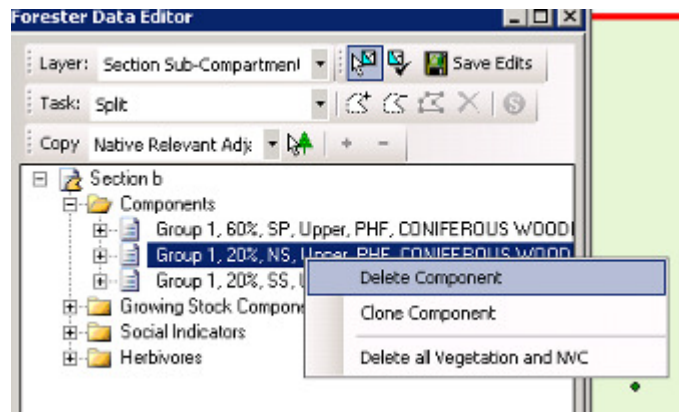 Forester Data Editor
Layer: Section Sub-Compartment Save Edits
Task: Split
Copy Native Relevant Adj + -
Section b
Components
Group 1, 60%, SP, Upper, PHF, CONIFEROUS WOOD
Group 1, 20%, NS, Upper, PHF, CONIFEROUS WOOD
Group 1, 20%, SS,
Delete Component
Growing Stock Compone
Clone Component
Social Indicators
Herbivores
Delete all Vegetation and NVC